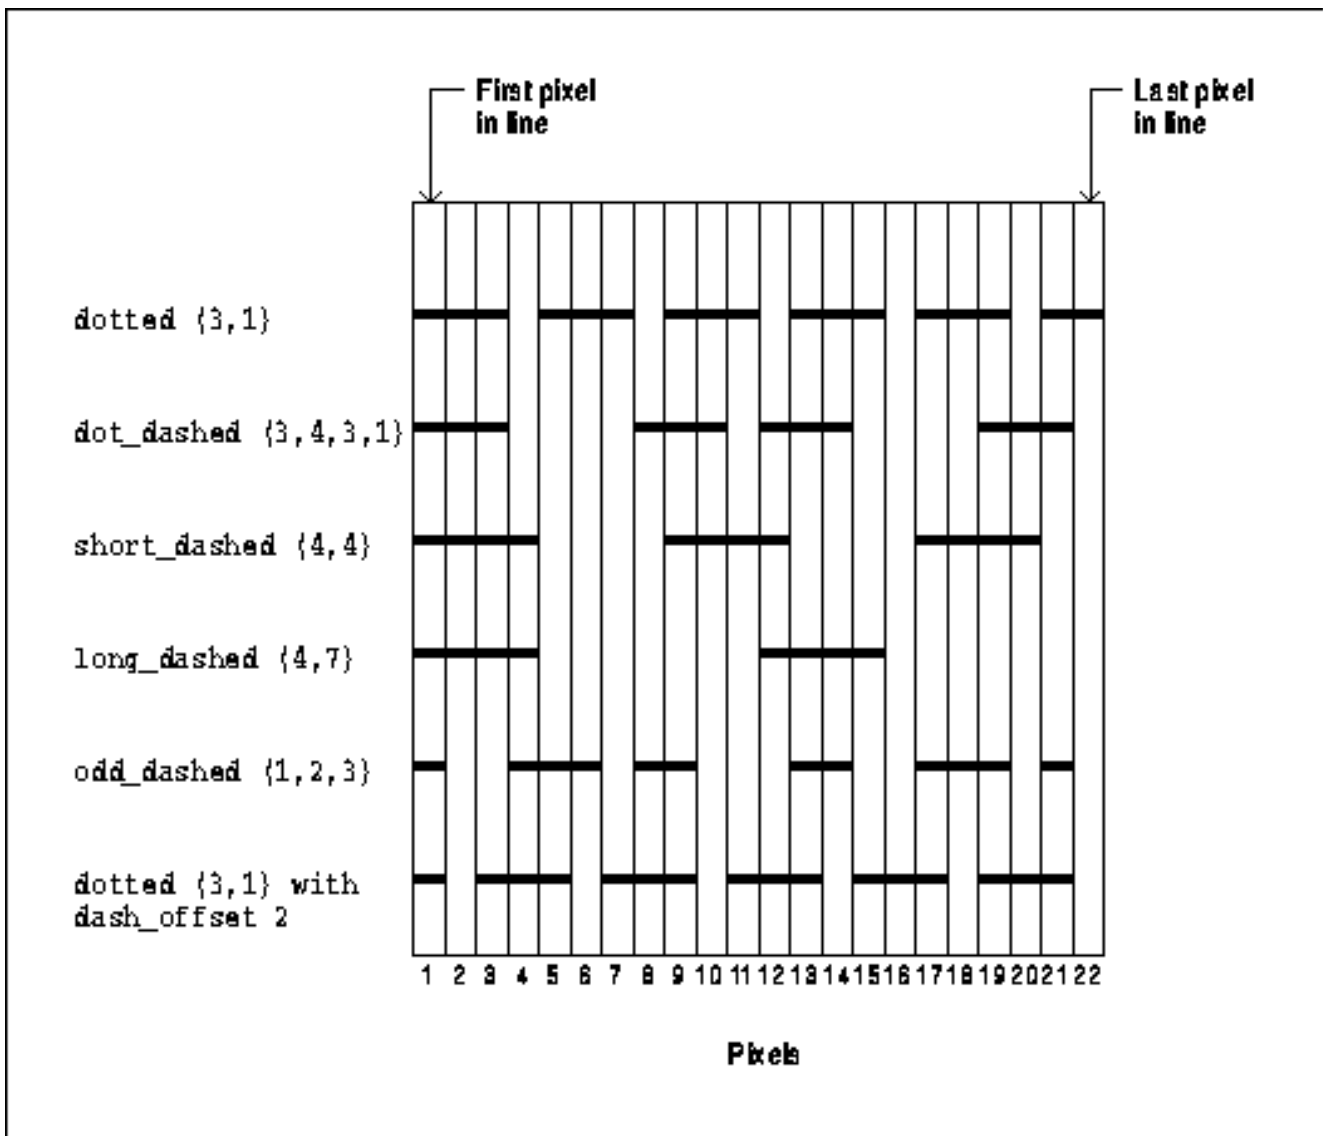 First pixel
in line
Last pixel
in line
dotted {3,1}
dot_dashed {3,4,3,1}
short_dashed {4,4}
long_dashed {4,7}
odd_dashed {1,2,3}
dotted {3,1} with
dash_offset 2
1 2 3 4 5 6 7 8 9 10 11 12 13 14 15 16 17 18 19 20 21 22
Pixels